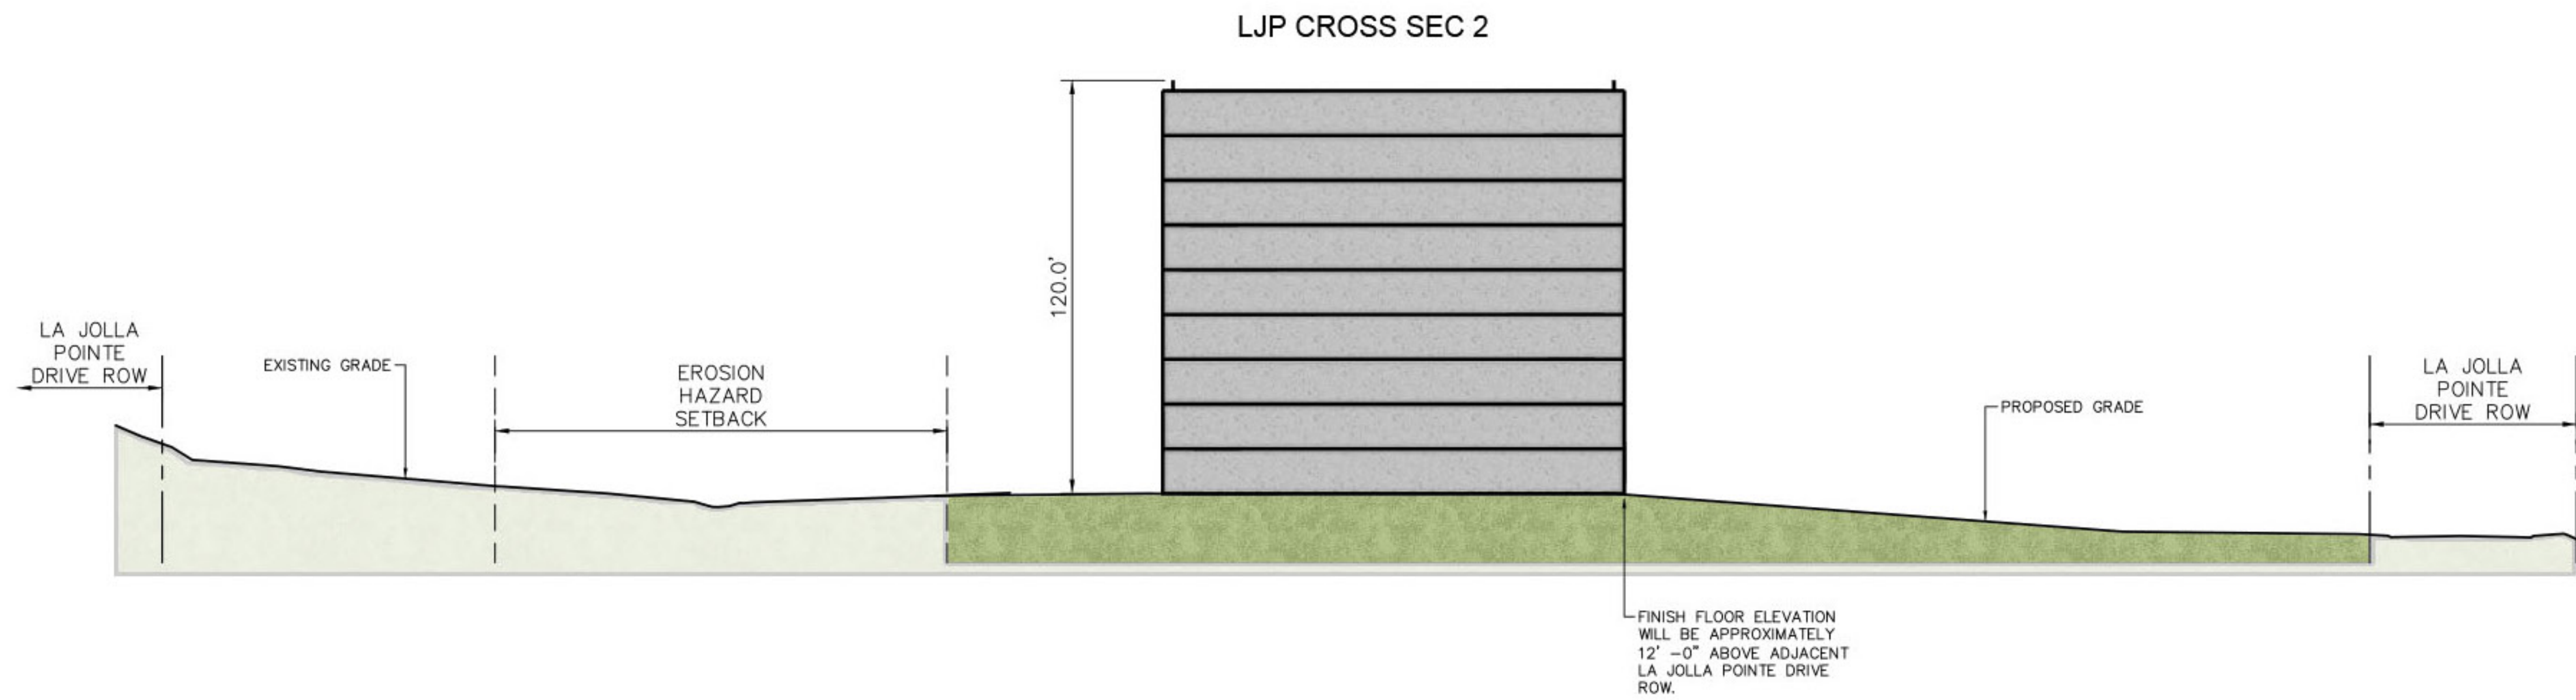 LJP CROSS SEC 2
120.0'
LA JOLLA
POINTE
DRIVE ROW
EXISTING GRADE
EROSION
HAZARD
SETBACK
PROPOSED GRADE
LA JOLLA
POINTE
DRIVE ROW
FINISH FLOOR ELEVATION
WILL BE APPROXIMATELY
12' -0" ABOVE ADJACENT
LA JOLLA POINTE DRIVE
ROW.